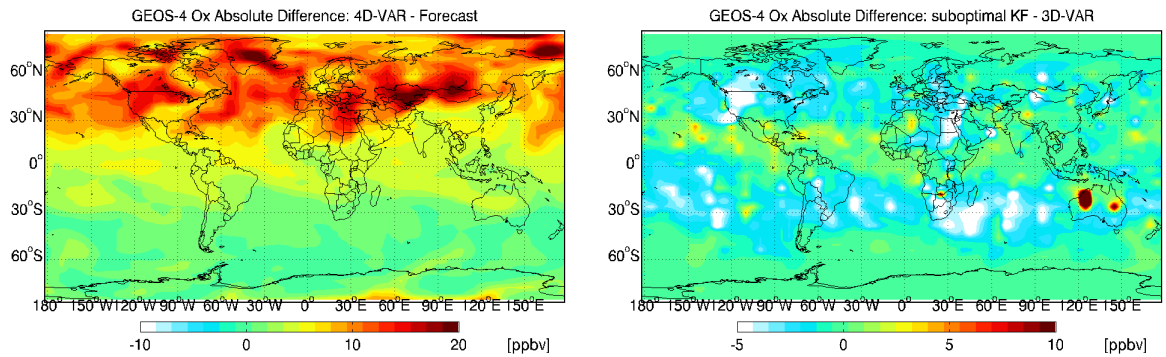 GEOS-4 Ox Absolute Difference: 4D-VAR - Forecast
60°N
30°N
0°
30°S
60°S
180°W 150°W 120°W 90°W 60°W 30°W 0° 30°E 60°E 90°E 120°E 150°E
-10 0 10 20 [ppbv]
GEOS-4 Ox Absolute Difference: suboptimal KF - 3D-VAR
60°N
30°N
0°
30°S
60°S
180°W 150°W 120°W 90°W 60°W 30°W 0° 30°E 60°E 90°E 120°E 150°E
-5 0 5 10 [ppbv]